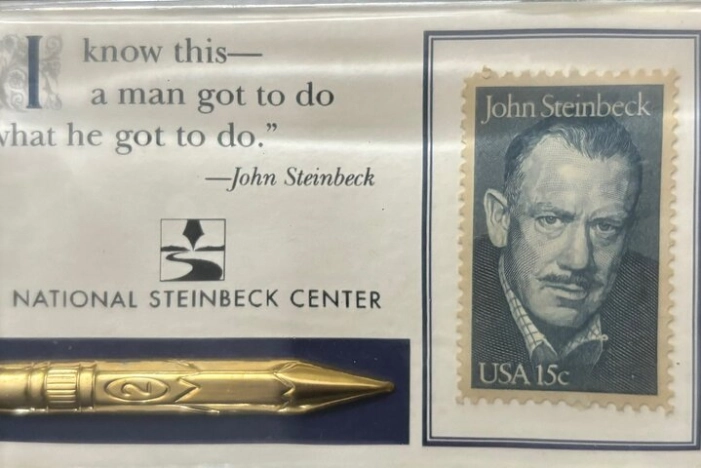 I know this—
a man got to do
what he got to do.”
—John Steinbeck
NATIONAL STEINBECK CENTER
2
John Steinbeck
USA 15c